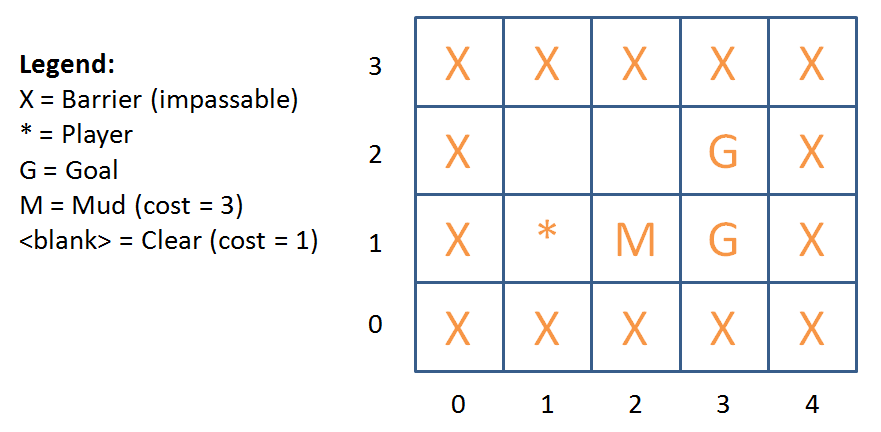 Legend:
X = Barrier (impassable)
* = Player
G = Goal
M = Mud (cost = 3)
<blank> = Clear (cost = 1)
3 X X X X X
2 X G X
1 X * M G X
0 X X X X X
0 1 2 3 4